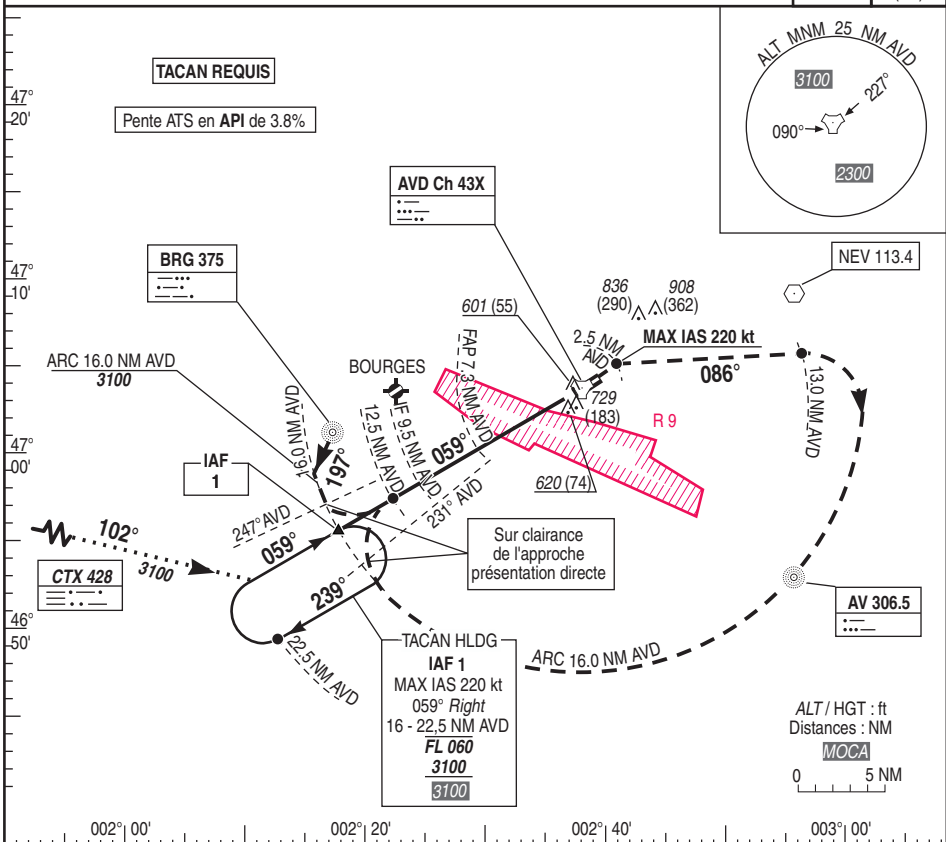 TACAN REQUIS
Pente ATS en API de 3.8%
ALT MNM 25 NM AVD
3100
227°
090°
2300
47°
20'
AVD Ch 43X
BRG 375
NEV 113.4
47°
10'
836
(290)
908
(362)
601 (55)
2.5 NM
AVD
MAX IAS 220 kt
086°
ARC 16.0 NM AVD
3100
BOURGES
FAP 7.3 NM AVD
729
(183)
13.0 NM AVD
R 9
16.0 NM AVD
197°
12.5 NM AVD
IF 9.5 NM AVD
059°
47°
00'
IAF
1
620 (74)
247° AVD
231° AVD
102°
3100
059°
Sur clairance
de l'approche
présentation directe
CTX 428
239°
AV 306.5
46°
50'
22.5 NM AVD
TACAN HLDG
IAF 1
MAX IAS 220 kt
059° Right
16 - 22,5 NM AVD
FL 060
3100
3100
ARC 16.0 NM AVD
ALT / HGT : ft
Distances : NM
MOCA
0 5 NM
002° 00' 002° 20' 002° 40' 003° 00'